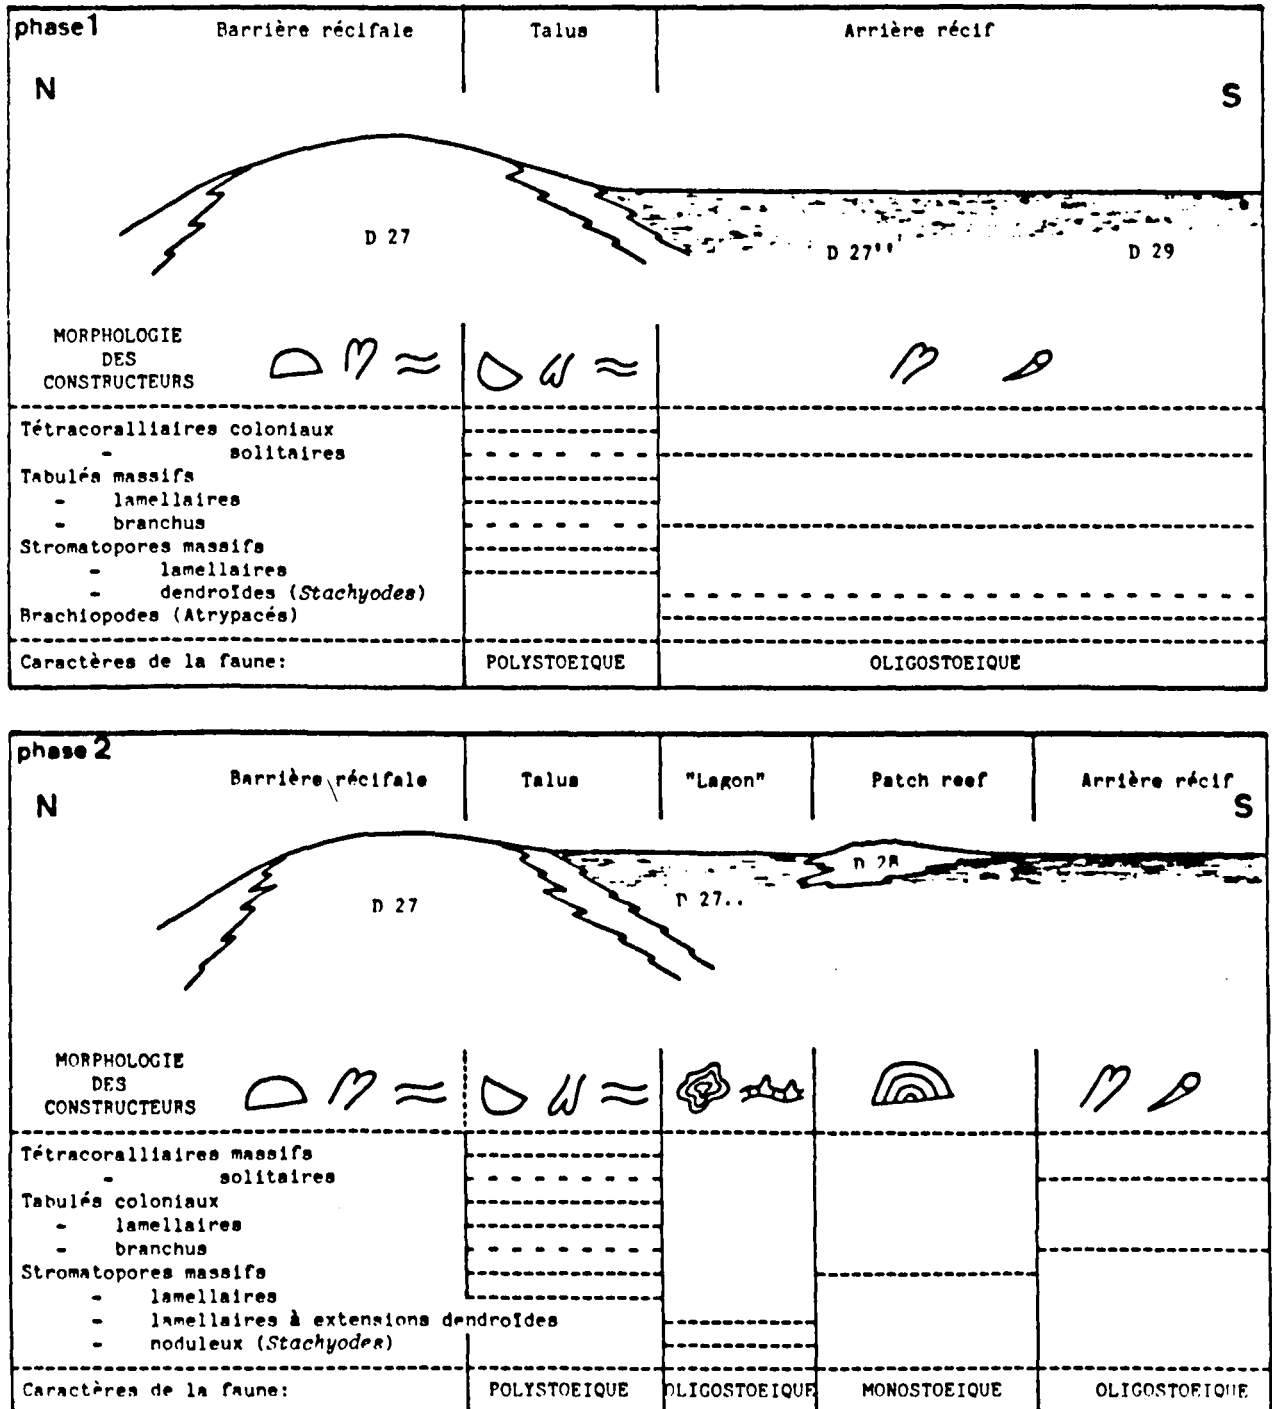 phase 1
Barrière récifale Talus Arrière récif
N S
D 27 D 27''' D 29
MORPHOLOGIE
DES
CONSTRUCTEURS
Tétracoralliaires coloniaux
- solitaires
Tabulés massifs
- lamellaires
- branchus
Stromatopores massifs
- lamellaires
- dendroïdes (Stachyodes)
Brachiopodes (Atrypacés)
Caractères de la faune: POLYSTOEIQUE OLIGOSTOEIQUE
phase 2
Barrière récifale Talus "Lagon" Patch reef Arrière récif
N S
D 28
D 27 D 27..
MORPHOLOGIE
DES
CONSTRUCTEURS
Tétracoralliaires massifs
- solitaires
Tabulés coloniaux
- lamellaires
- branchus
Stromatopores massifs
- lamellaires
- lamellaires à extensions dendroïdes
- noduleux (Stachyodes)
Caractères de la faune: POLYSTOEIQUE OLIGOSTOEIQUE MONOSTOEIQUE OLIGOSTOEIQUE